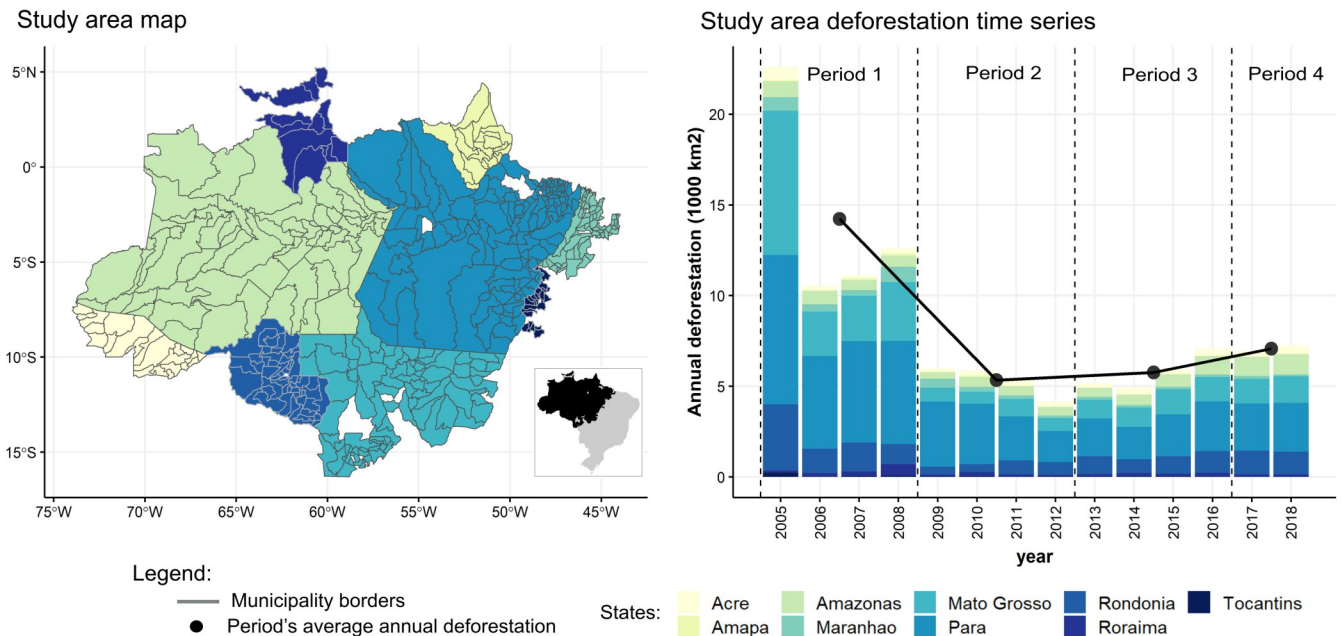 Study area map
5°N
0°
5°S
10°S
15°S
75°W
70°W
65°W
60°W
55°W
50°W
45°W
Legend:
Municipality borders
Period's average annual deforestation
Study area deforestation time series
Period 1
Period 2
Period 3
Period 4
Annual deforestation (1000 km2)
20
15
10
5
0
2005
2006
2007
2008
2009
2010
2011
2012
2013
2014
2015
2016
2017
2018
year
States:
Acre
Amapa
Amazonas
Maranhao
Mato Grosso
Para
Rondonia
Roraima
Tocantins